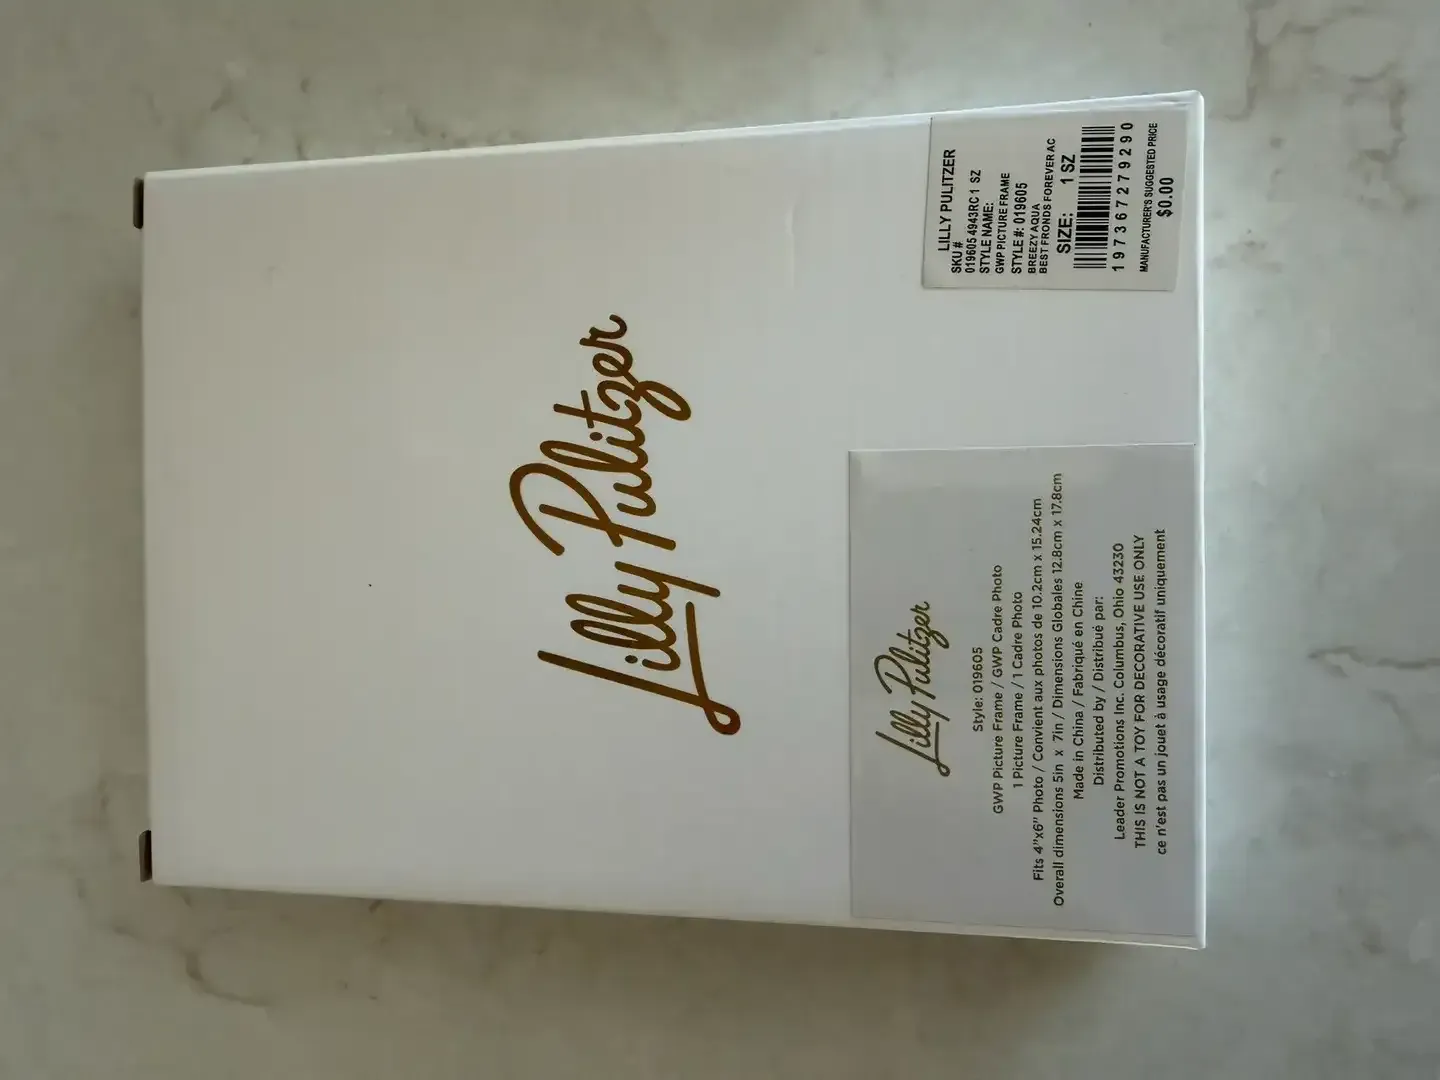 Lilly Pulitzer
Lilly Pulitzer
Style: 019605
GWP Picture Frame / GWP Cadre Photo
1 Picture Frame / 1 Cadre Photo
Fits 4"x6" Photo / Convient aux photos de 10.2cm x 15.24cm
Overall dimensions 5in x 7in / Dimensions Globales 12.8cm x 17.8cm
Made in China / Fabriqué en Chine
Distributed by / Distribué par:
Leader Promotions Inc. Columbus, Ohio 43230
THIS IS NOT A TOY FOR DECORATIVE USE ONLY
ce n'est pas un jouet à usage décoratif uniquement
LILLY PULITZER
SKU #
019605 4943RC 1 SZ
STYLE NAME:
GWP PICTURE FRAME
STYLE #: 019605
BREEZY AQUA
BEST FRONDS FOREVER AC
SIZE: 1 SZ
197367279290
MANUFACTURER'S SUGGESTED PRICE
$0.00